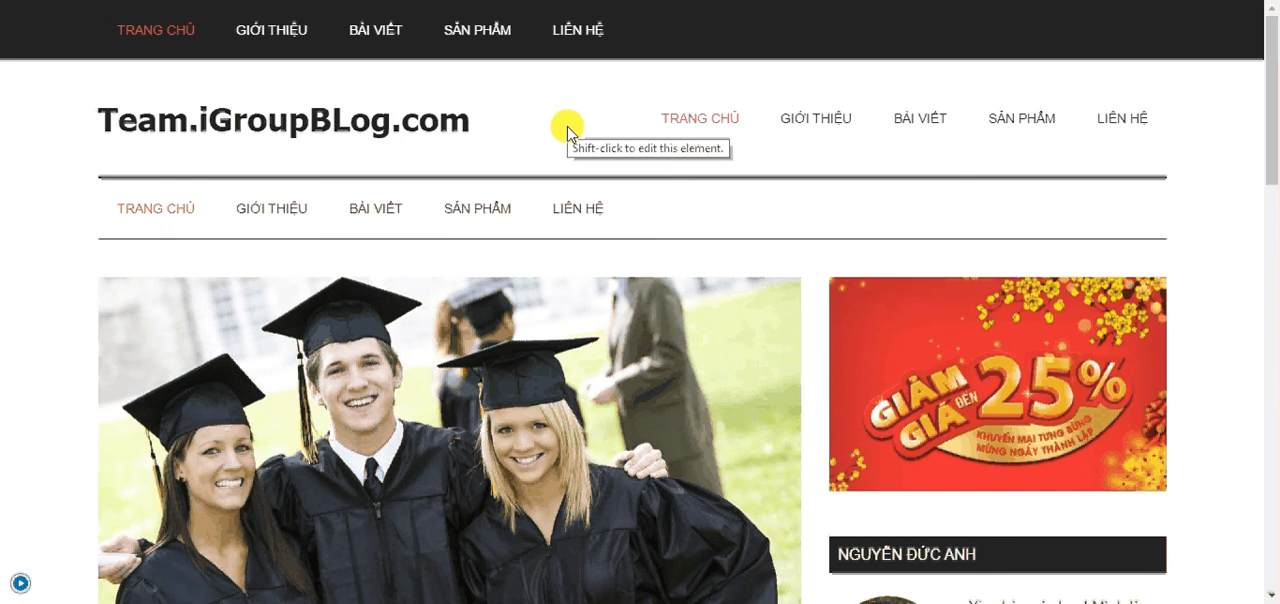 TRANG CHỦ GIỚI THIỆU BÀI VIẾT SẢN PHẨM LIÊN HỆ
Team.iGroupBLog.com
TRANG CHỦ GIỚI THIỆU BÀI VIẾT SẢN PHẨM LIÊN HỆ
Shift-click to edit this element.
TRANG CHỦ GIỚI THIỆU BÀI VIẾT SẢN PHẨM LIÊN HỆ
GIẢM
GIÁ ĐẾN 25%
KHUYẾN MẠI TƯNG BỪNG
MỪNG NGÀY THÀNH LẬP
NGUYỄN ĐỨC ANH